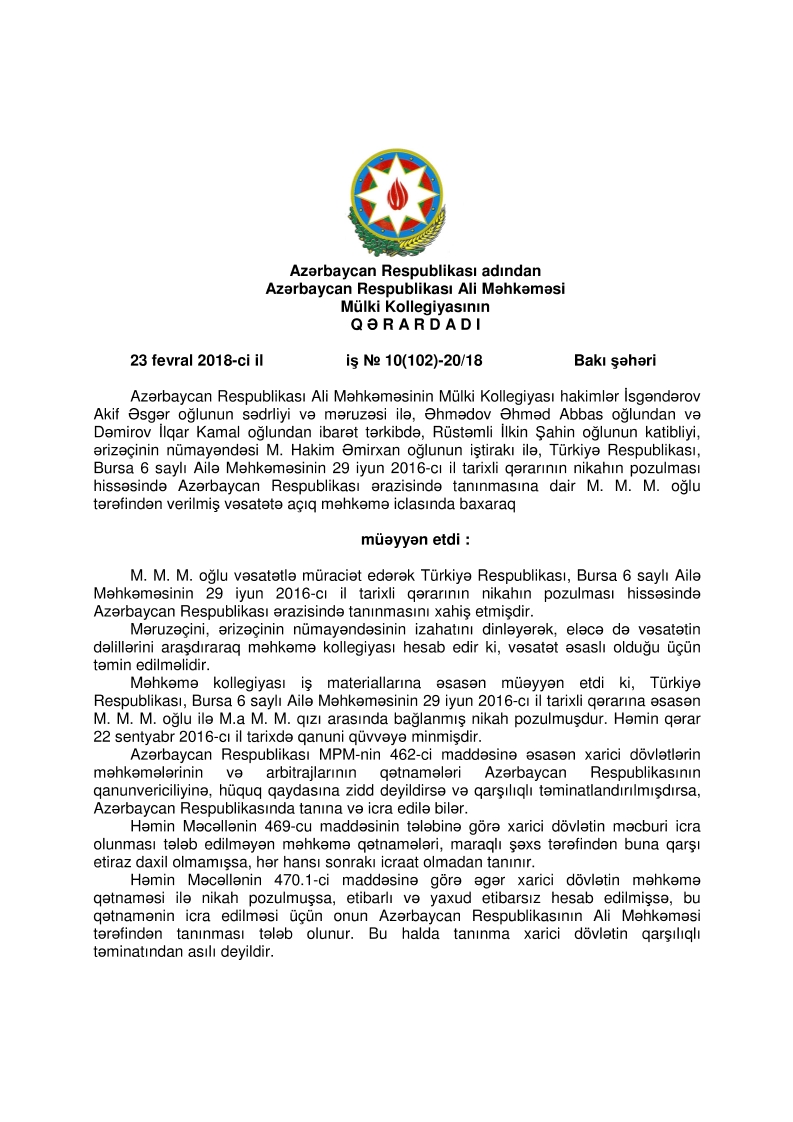 Azərbaycan Respublikası adından
Azərbaycan Respublikası Ali Məhkəməsi
Mülki Kollegiyasının
Q Ə R A R D A D I
23 fevral 2018-ci il iş № 10(102)-20/18 Bakı şəhəri
Azərbaycan Respublikası Ali Məhkəməsinin Mülki Kollegiyası hakimlər İsgəndərov
Akif Əsgər oğlunun sədrliyi və məruzəsi ilə, Əhmədov Əhməd Abbas oğlundan və
Dəmirov İlqar Kamal oğlundan ibarət tərkibdə, Rüstəmli İlkin Şahin oğlunun katibliyi,
ərizəçinin nümayəndəsi M. Hakim Əmirxan oğlunun iştirakı ilə, Türkiyə Respublikası,
Bursa 6 saylı Ailə Məhkəməsinin 29 iyun 2016-cı il tarixli qərarının nikahın pozulması
hissəsində Azərbaycan Respublikası ərazisində tanınmasına dair M. M. M. oğlu
tərəfindən verilmiş vəsatətə açıq məhkəmə iclasında baxaraq
müəyyən etdi :
M. M. M. oğlu vəsatətlə müraciət edərək Türkiyə Respublikası, Bursa 6 saylı Ailə
Məhkəməsinin 29 iyun 2016-cı il tarixli qərarının nikahın pozulması hissəsində
Azərbaycan Respublikası ərazisində tanınmasını xahiş etmişdir.
Məruzəçini, ərizəçinin nümayəndəsinin izahatını dinləyərək, eləcə də vəsatətin
dəlillərini araşdıraraq məhkəmə kollegiyası hesab edir ki, vəsatət əsaslı olduğu üçün
təmin edilməlidir.
Məhkəmə kollegiyası iş materiallarına əsasən müəyyən etdi ki, Türkiyə
Respublikası, Bursa 6 saylı Ailə Məhkəməsinin 29 iyun 2016-cı il tarixli qərarına əsasən
M. M. M. oğlu ilə M.a M. M. qızı arasında bağlanmış nikah pozulmuşdur. Həmin qərar
22 sentyabr 2016-cı il tarixdə qanuni qüvvəyə minmişdir.
Azərbaycan Respublikası MPM-nin 462-ci maddəsinə əsasən xarici dövlətlərin
məhkəmələrinin və arbitrajlarının qətnamələri Azərbaycan Respublikasının
qanunvericiliyinə, hüquq qaydasına zidd deyildirsə və qarşılıqlı təminatlandırılmışdırsa,
Azərbaycan Respublikasında tanına və icra edilə bilər.
Həmin Məcəllənin 469-cu maddəsinin tələbinə görə xarici dövlətin məcburi icra
olunması tələb edilməyən məhkəmə qətnamələri, maraqlı şəxs tərəfindən buna qarşı
etiraz daxil olmamışsa, hər hansı sonrakı icraat olmadan tanınır.
Həmin Məcəllənin 470.1-ci maddəsinə görə əgər xarici dövlətin məhkəmə
qətnaməsi ilə nikah pozulmuşsa, etibarlı və yaxud etibarsız hesab edilmişsə, bu
qətnamənin icra edilməsi üçün onun Azərbaycan Respublikasının Ali Məhkəməsi
tərəfindən tanınması tələb olunur. Bu halda tanınma xarici dövlətin qarşılıqlı
təminatından asılı deyildir.